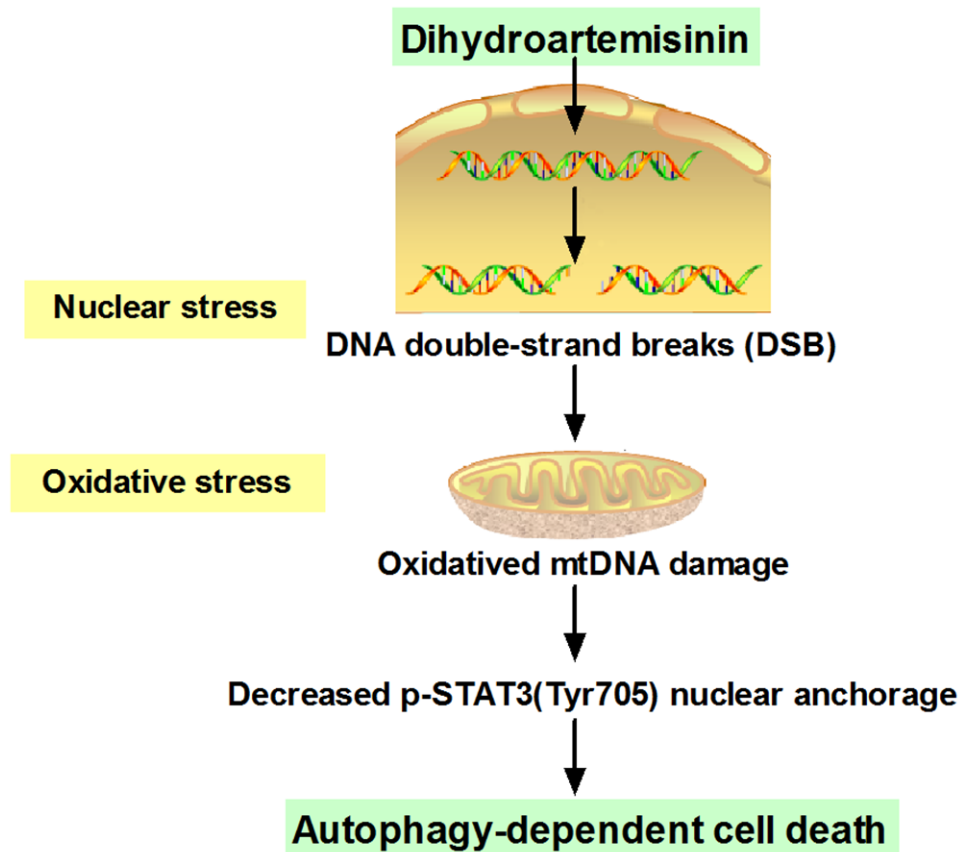 Dihydroartemisinin
Nuclear stress
DNA double-strand breaks (DSB)
Oxidative stress
Oxidatived mtDNA damage
Decreased p-STAT3(Tyr705) nuclear anchorage
Autophagy-dependent cell death